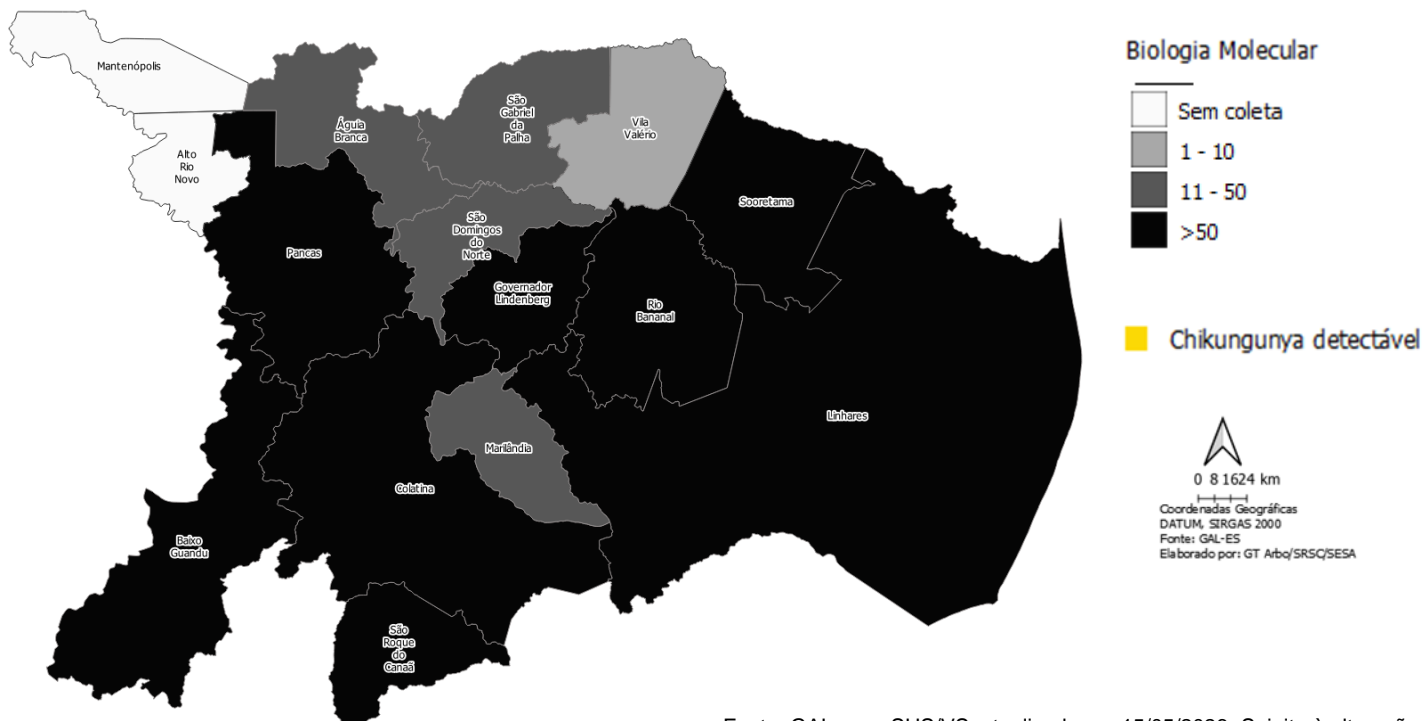 Biologia Molecular
Sem coleta
1 - 10
11 - 50
>50
Chikungunya detectável
0 8 1624 km
Coordenadas Geográficas
DATUM, SIRGAS 2000
Fonte: GAL-ES
Elaborado por: GT Arbo/SRSC/SESA
Mantenópolis
Alto
Rio
Novo
Águia
Branca
São
Gabriel
da
Palha
Vila
Valério
Sooretama
Pancas
São
Domingos
do
Norte
Governador
Lindenberg
Rio
Bananal
Linhares
Marilândia
Colatina
Baixo
Guandu
São
Roque
do
Canaã